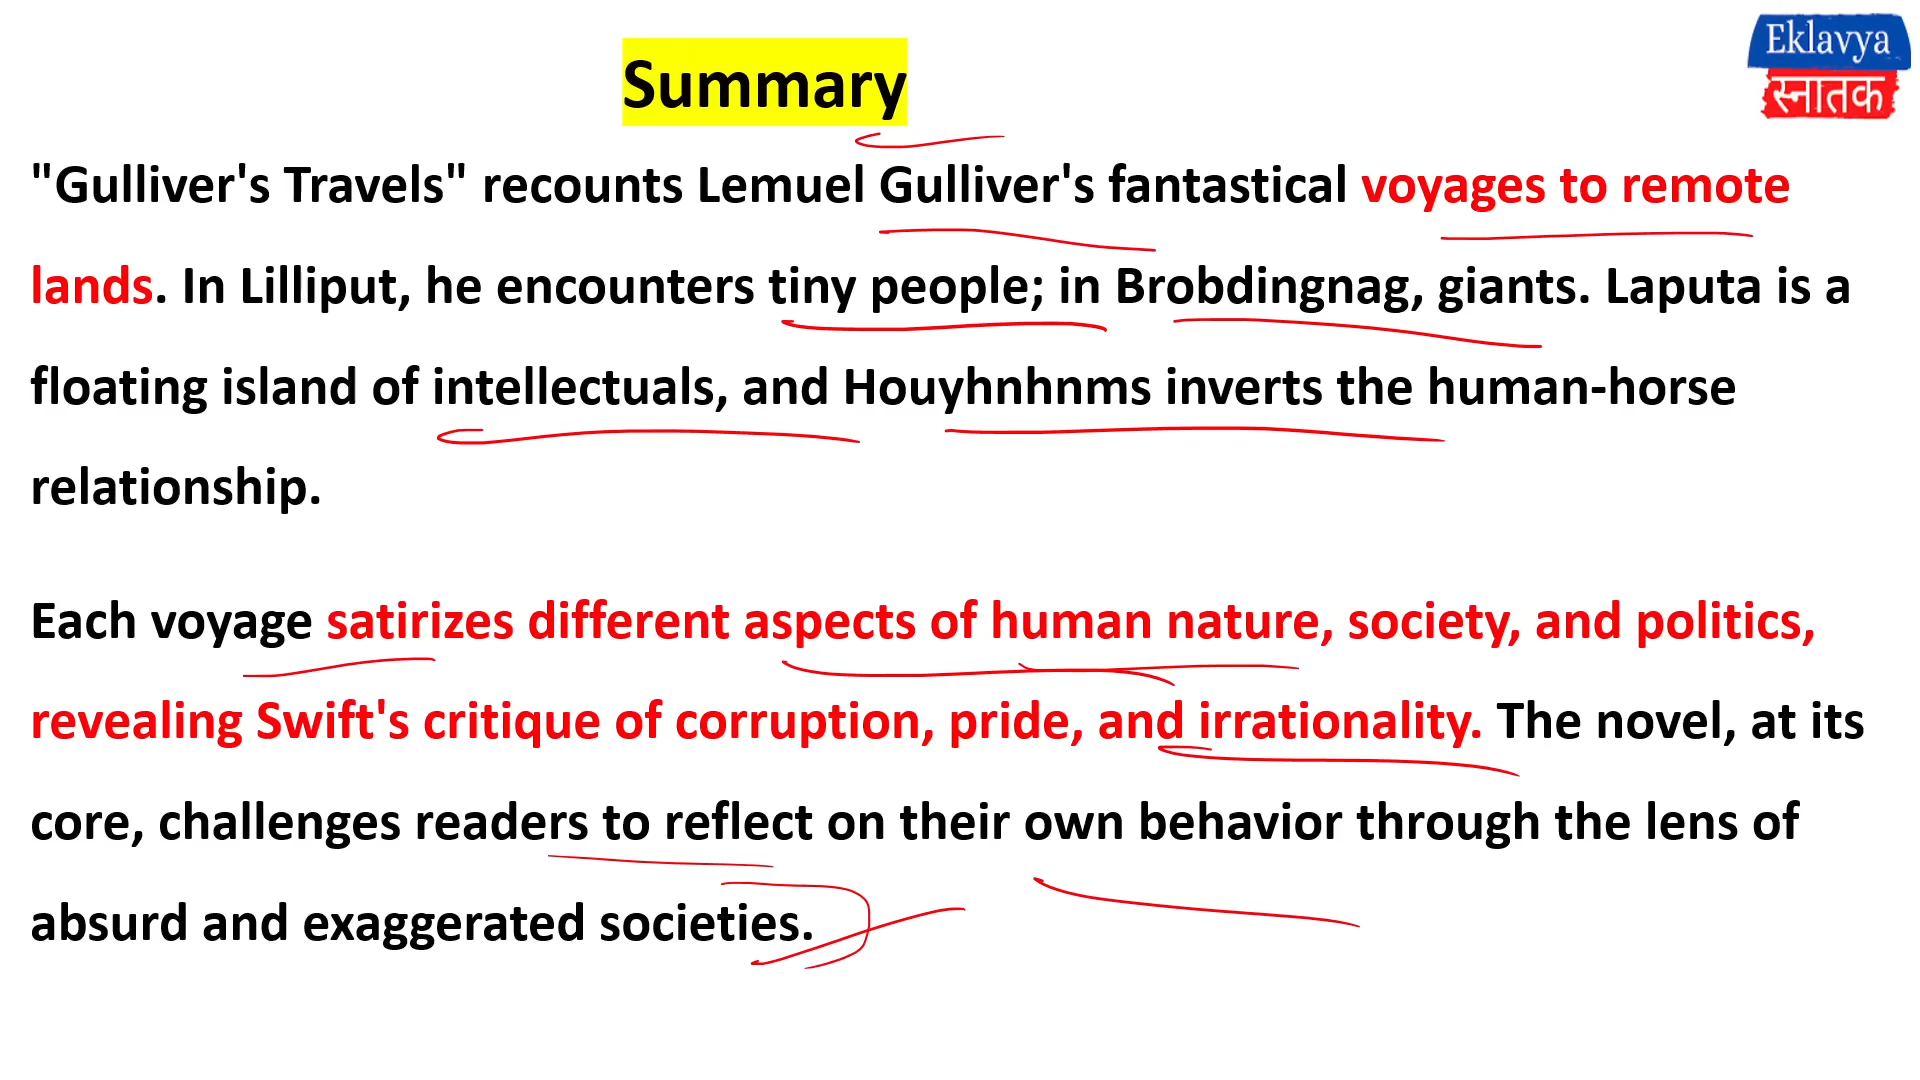 Summary
Eklavya
स्नातक
"Gulliver's Travels" recounts Lemuel Gulliver's fantastical voyages to remote
lands. In Lilliput, he encounters tiny people; in Brobdingnag, giants. Laputa is a
floating island of intellectuals, and Houyhnhnms inverts the human-horse
relationship.
Each voyage satirizes different aspects of human nature, society, and politics,
revealing Swift's critique of corruption, pride, and irrationality. The novel, at its
core, challenges readers to reflect on their own behavior through the lens of
absurd and exaggerated societies.